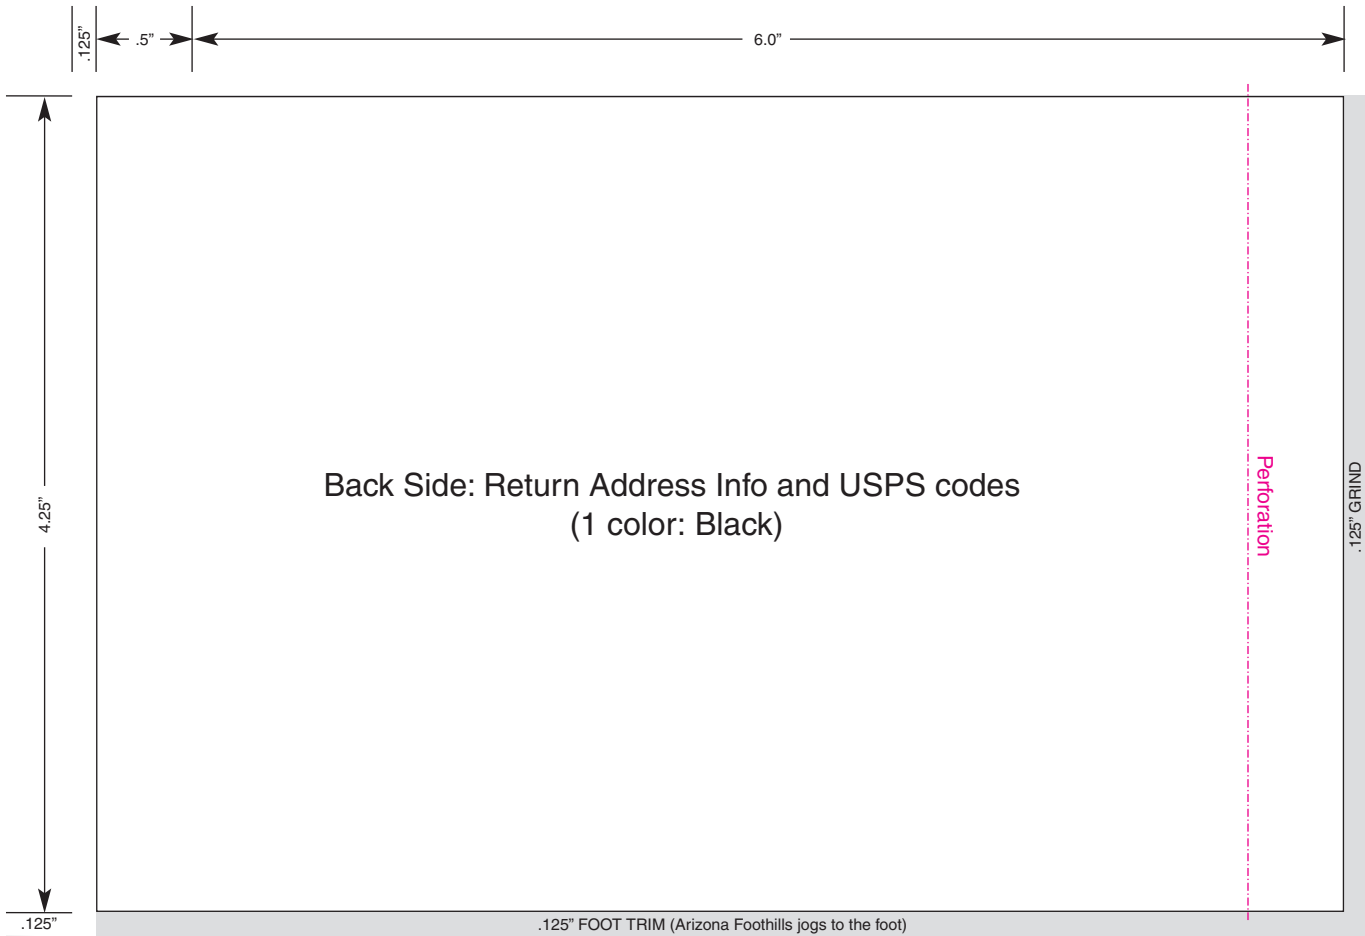 .125”
.5”
6.0”
4.25”
Back Side: Return Address Info and USPS codes
(1 color: Black)
Perforation
.125” GRIND
.125”
.125” FOOT TRIM (Arizona Foothills jogs to the foot)